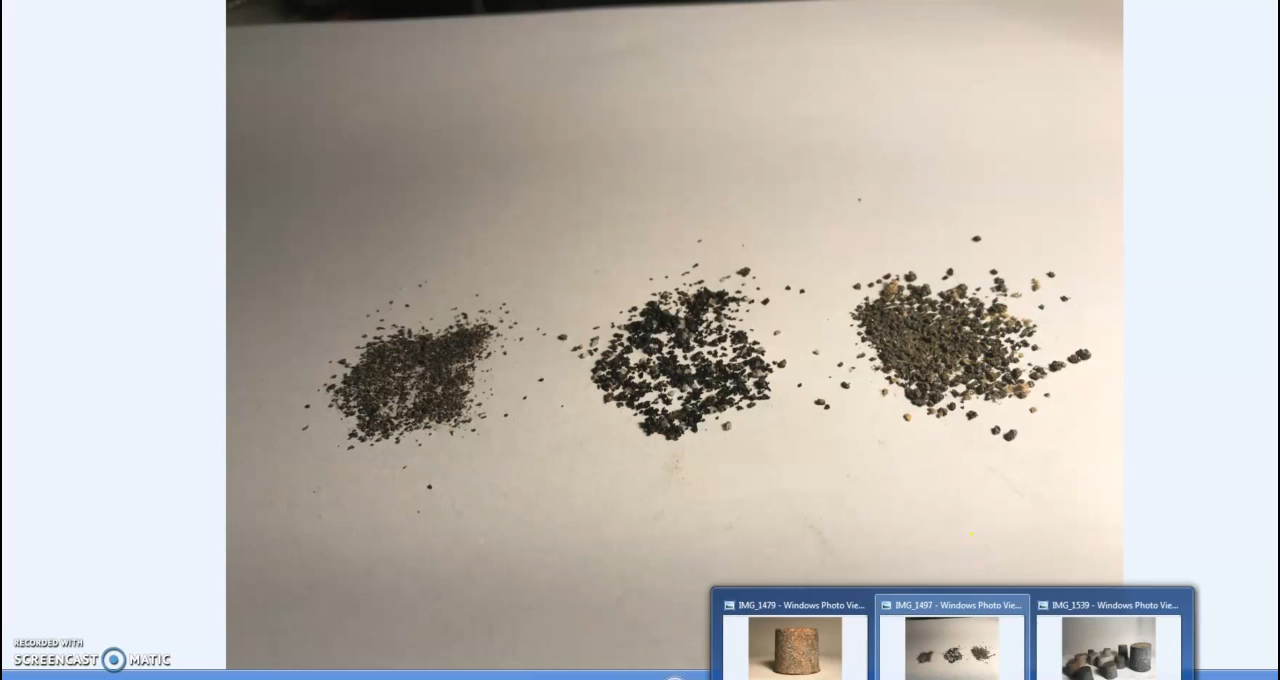 IMG_1479 - Windows Photo Vie...
IMG_1497 - Windows Photo Vie...
IMG_1539 - Windows Photo Vie...
RECORDED WITH
SCREENCAST MATIC